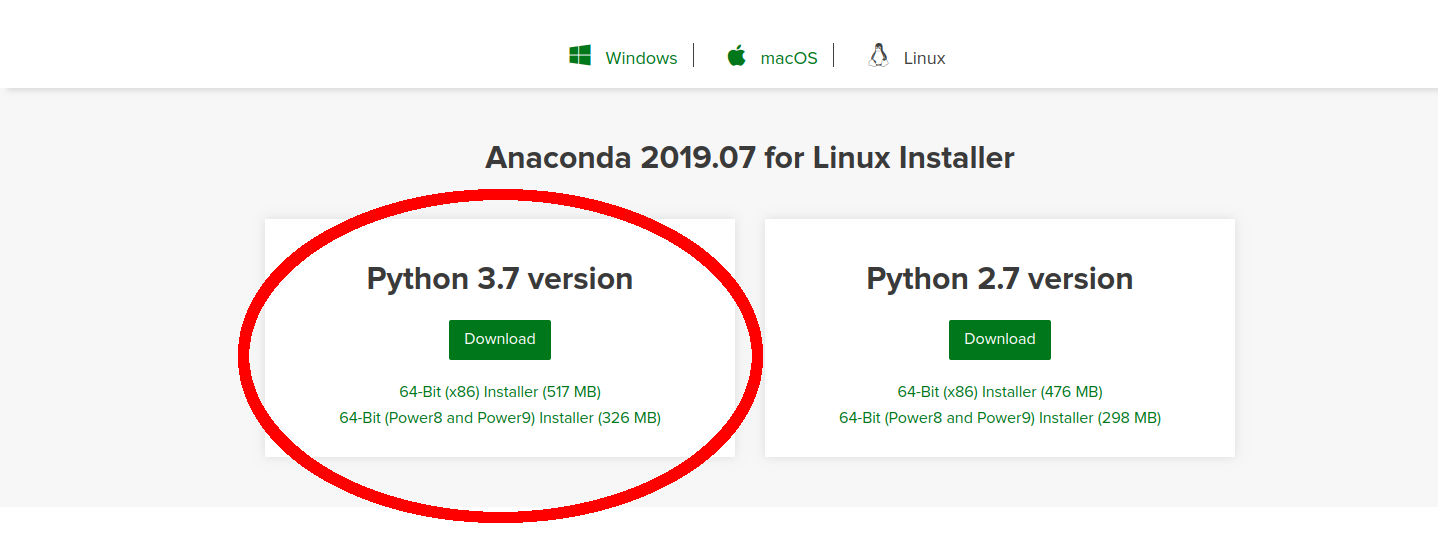 Windows macOS Linux
Anaconda 2019.07 for Linux Installer
Python 3.7 version
Download
64-Bit (x86) Installer (517 MB)
64-Bit (Power8 and Power9) Installer (326 MB)
Python 2.7 version
Download
64-Bit (x86) Installer (476 MB)
64-Bit (Power8 and Power9) Installer (298 MB)